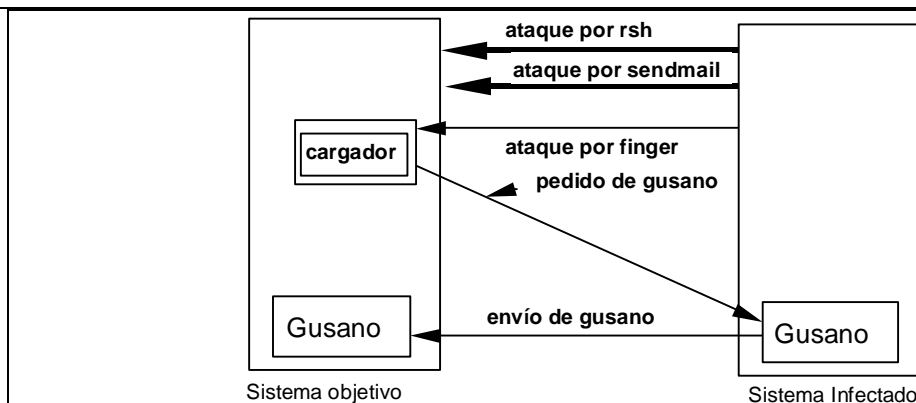 ataque por rsh
ataque por sendmail
cargador
ataque por finger
pedido de gusano
envío de gusano
Gusano
Gusano
Sistema objetivo
Sistema Infectado